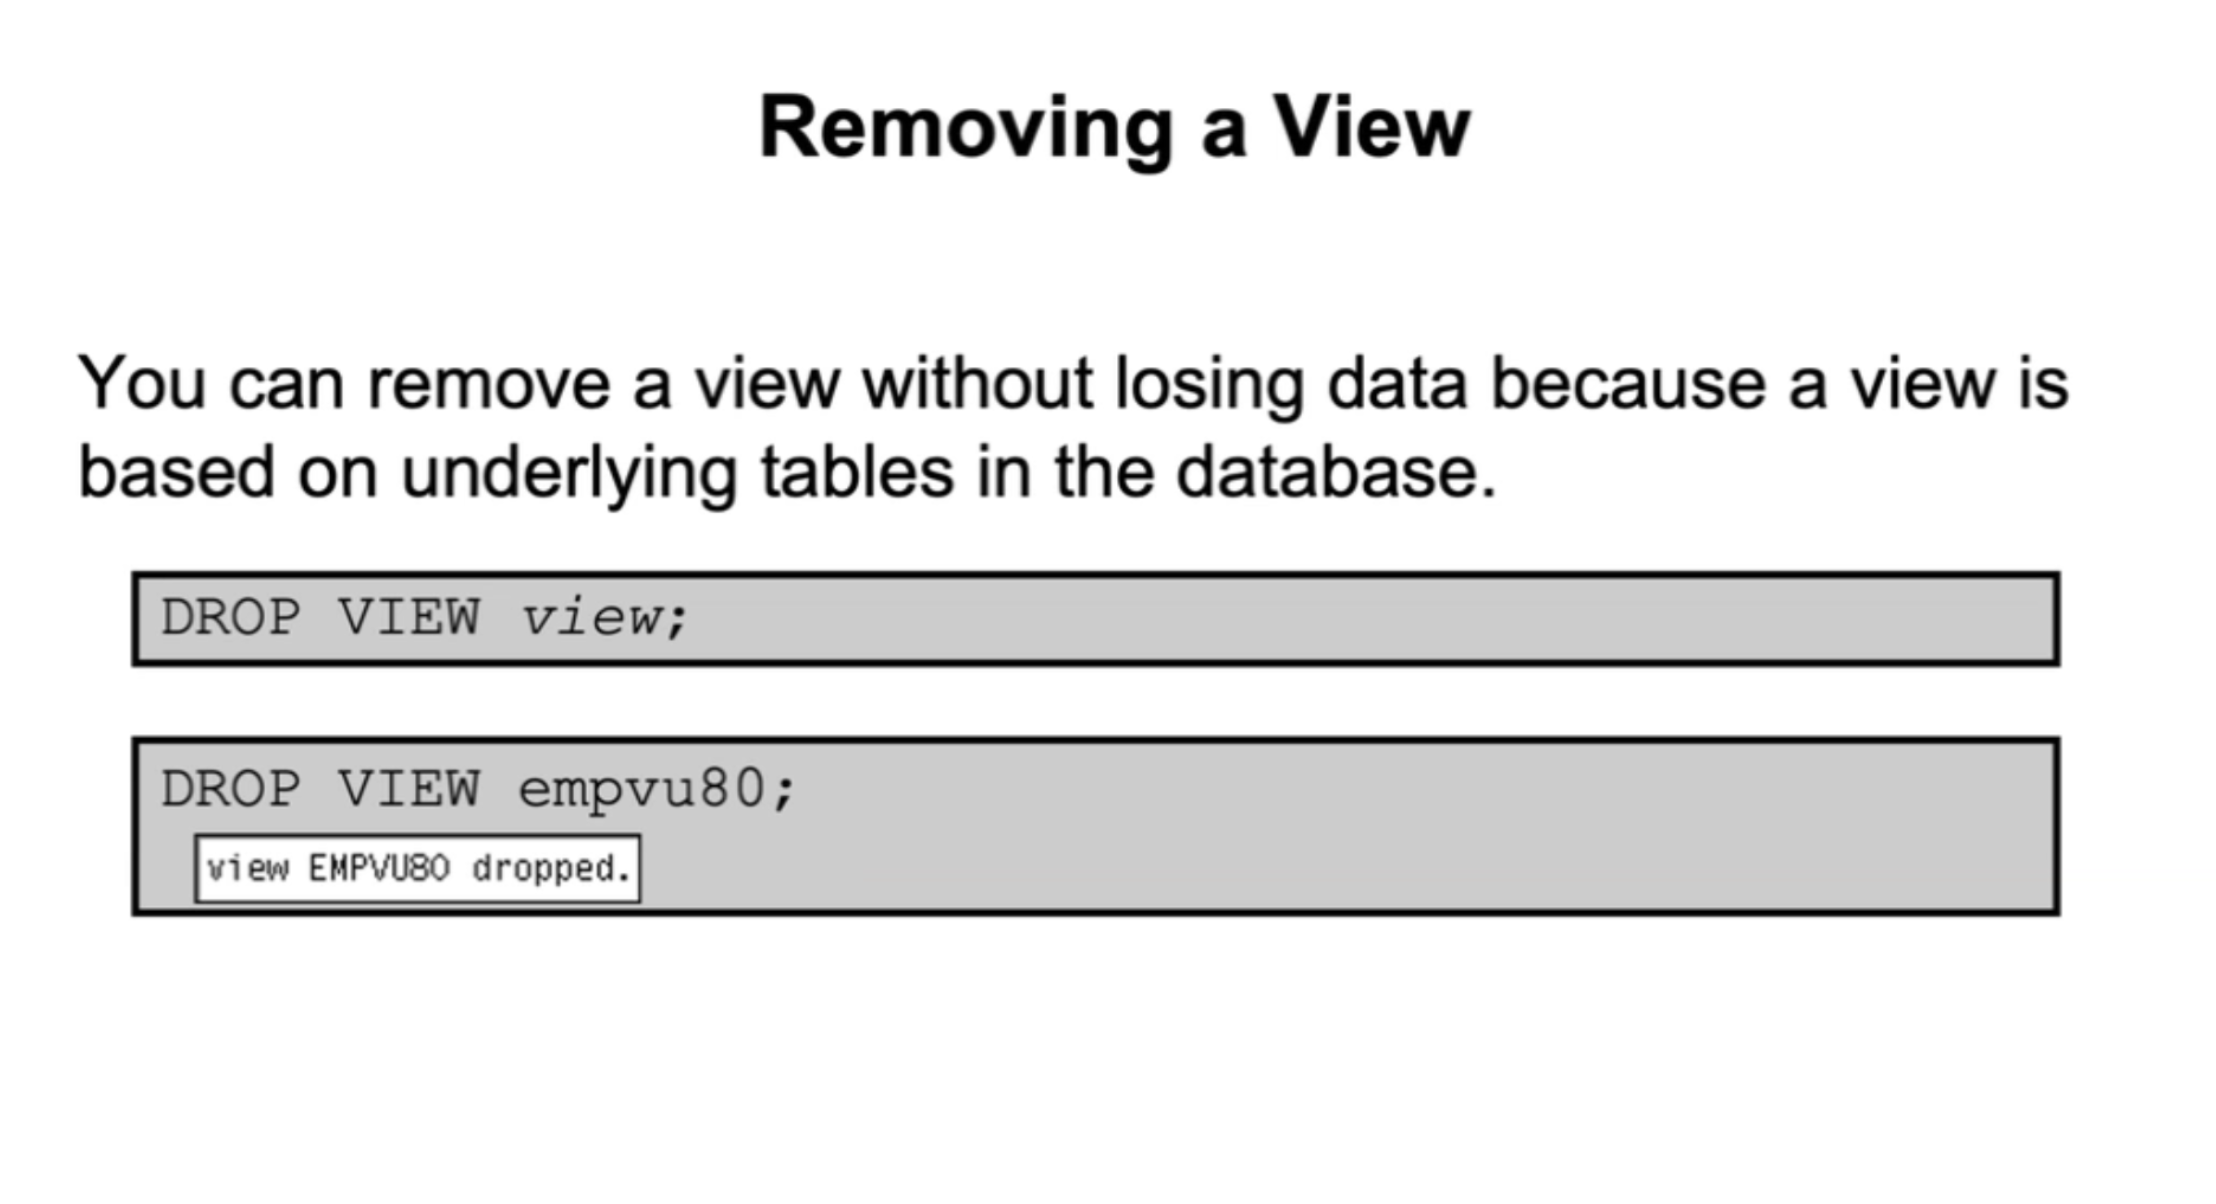 Removing a View
You can remove a view without losing data because a view is
based on underlying tables in the database.
DROP VIEW view;
DROP VIEW empvu80;
view EMPVU80 dropped.